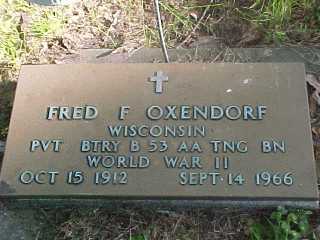 FRED F OXENDORF
WISCONSIN
PVT BTRY B 53 AA TNG BN
WORLD WAR II
OCT 15 1912 SEPT 14 1966